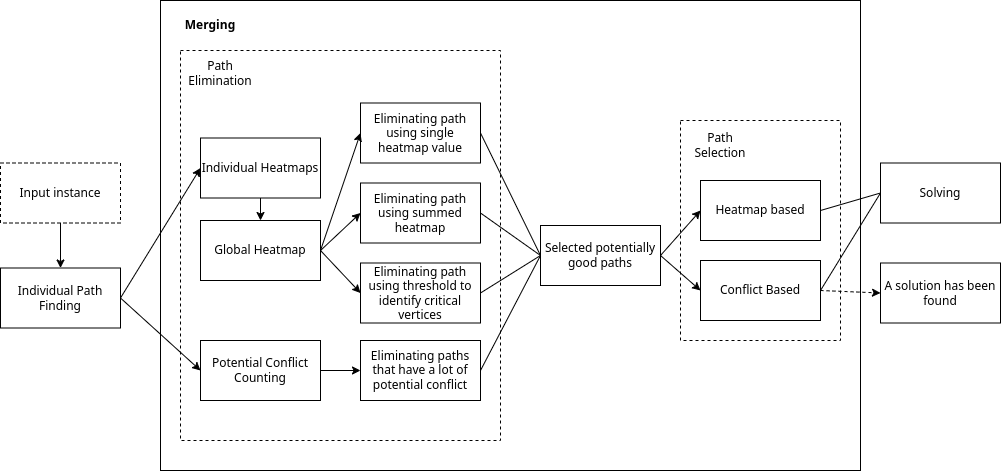 Merging
Path
Elimination
Input instance
Individual Path
Finding
Individual Heatmaps
Global Heatmap
Potential Conflict
Counting
Eliminating path
using single
heatmap value
Eliminating path
using summed
heatmap
Eliminating path
using threshold to
identify critical
vertices
Eliminating paths
that have a lot of
potential conflict
Selected potentially
good paths
Path
Selection
Heatmap based
Conflict Based
Solving
A solution has been
found